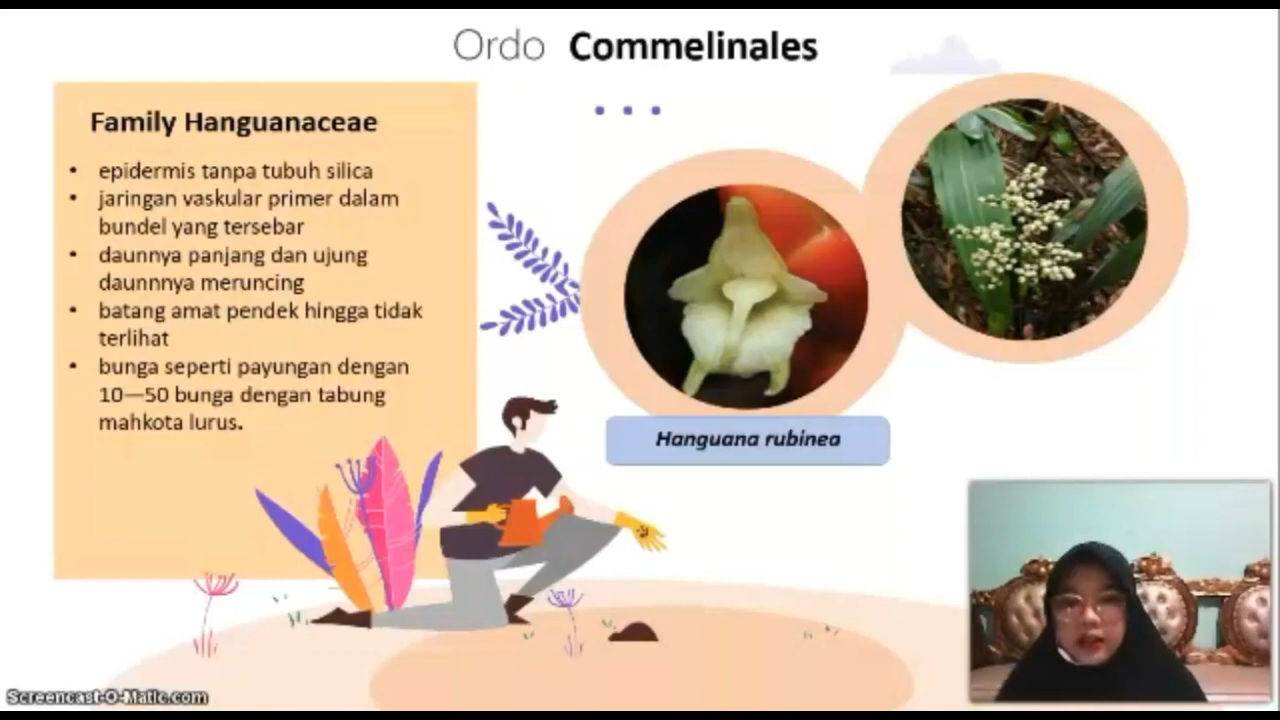 Ordo Commelinales
Family Hanguanaceae
• epidermis tanpa tubuh silica
• jaringan vaskular primer dalam
bundel yang tersebar
• daunnya panjang dan ujung
daunnnya meruncing
• batang amat pendek hingga tidak
terlihat
• bunga seperti payungan dengan
10—50 bunga dengan tabung
mahkota lurus.
Hanguana rubinea
Screencast-O-Matic.com